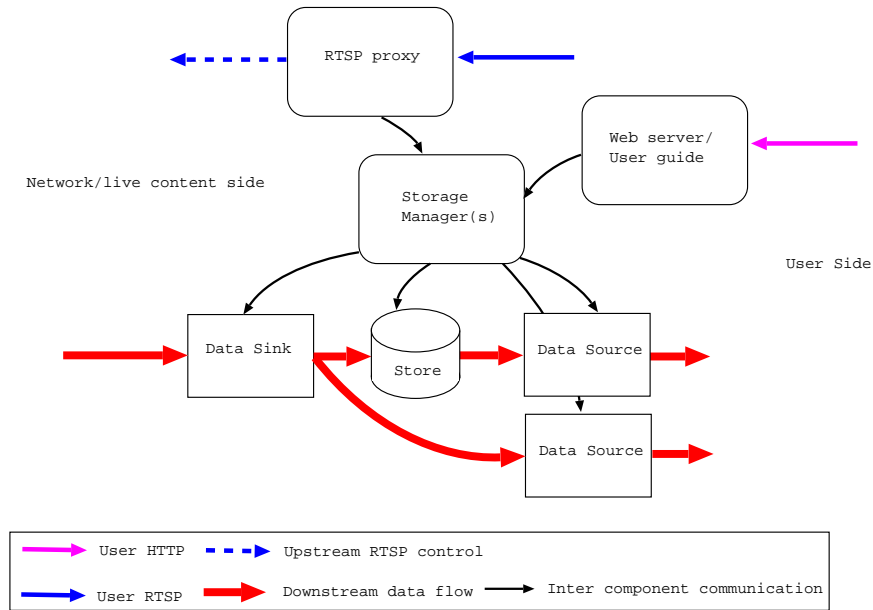 RTSP proxy
Web server/
User guide
Network/live content side
Storage
Manager(s)
User Side
Data Sink
Store
Data Source
Data Source
User HTTP
Upstream RTSP control
User RTSP
Downstream data flow
Inter component communication